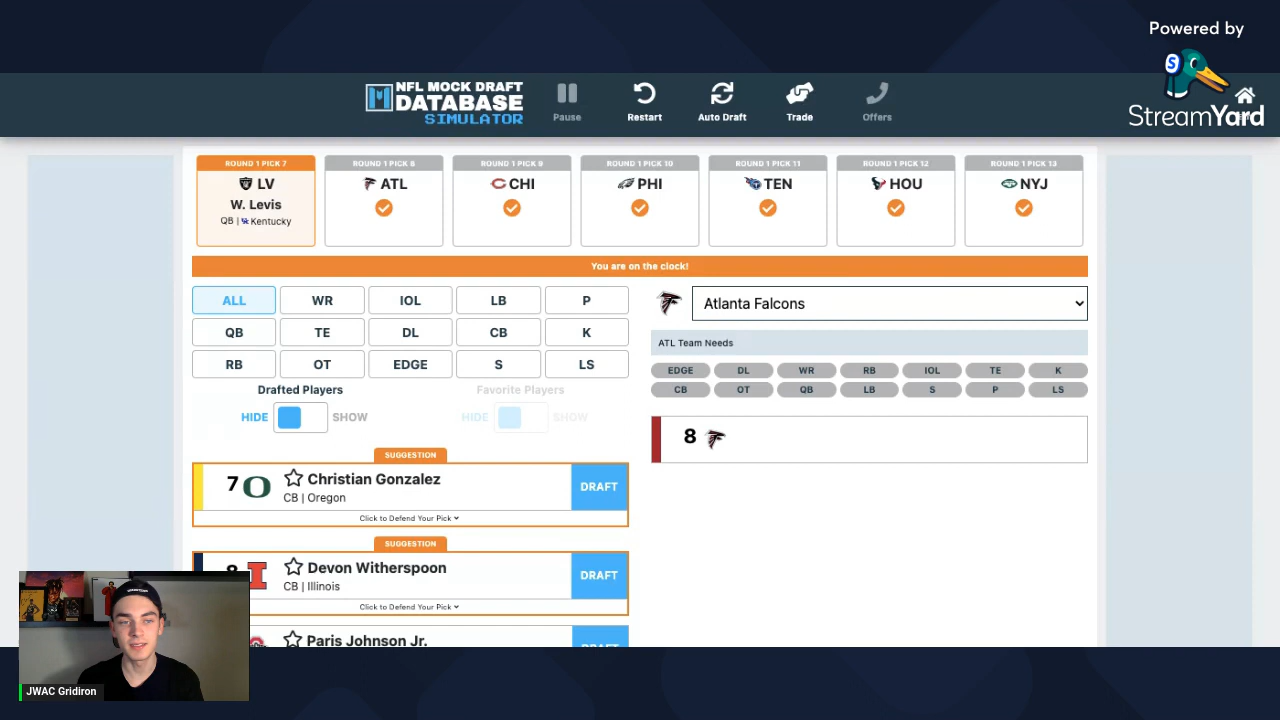 Powered by
StreamYard
NFL MOCK DRAFT
DATABASE
SIMULATOR
Pause
Restart
Auto Draft
Trade
Offers
ROUND 1 PICK 7
LV
W. Levis
QB | Kentucky
ROUND 1 PICK 8
ATL
ROUND 1 PICK 9
CHI
ROUND 1 PICK 10
PHI
ROUND 1 PICK 11
TEN
ROUND 1 PICK 12
HOU
ROUND 1 PICK 13
NYJ
You are on the clock!
ALL WR IOL LB P
QB TE DL CB K
RB OT EDGE S LS
Drafted Players
HIDE SHOW
Favorite Players
HIDE SHOW
Atlanta Falcons
ATL Team Needs
EDGE DL WR RB IOL TE K
CB OT QB LB S P LS
8
SUGGESTION
7 Christian Gonzalez
CB | Oregon
DRAFT
Click to Defend Your Pick
SUGGESTION
8 Devon Witherspoon
CB | Illinois
DRAFT
Click to Defend Your Pick
Paris Johnson Jr.
DRAFT
JWAC Gridiron